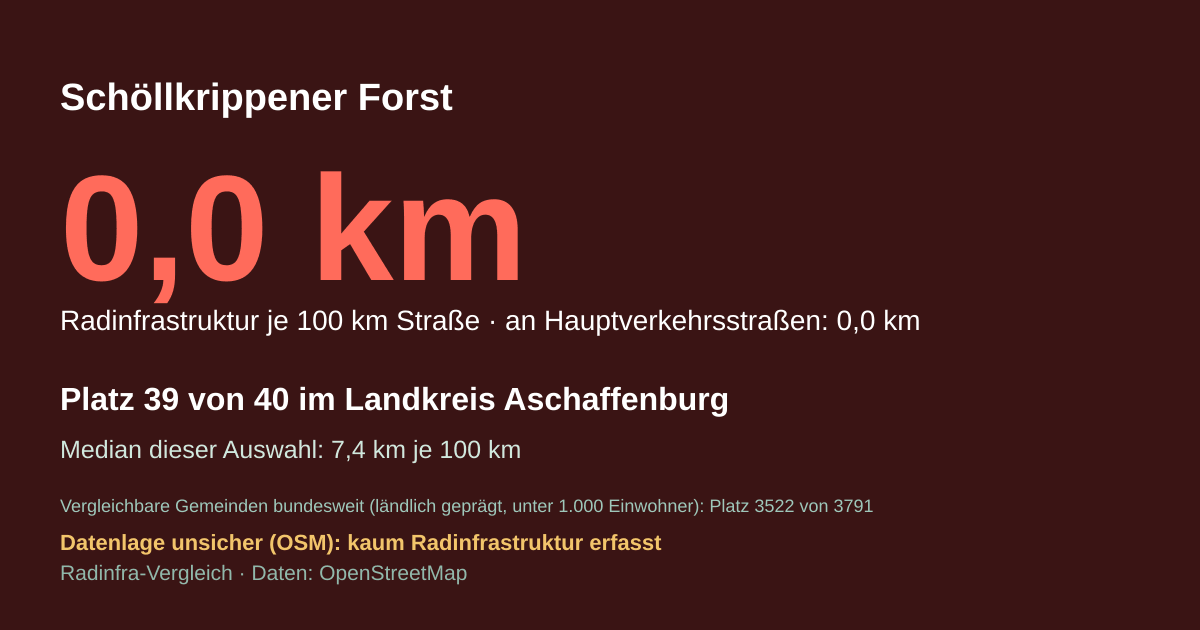 Schöllkrippener Forst
0,0 km
Radinfrastruktur je 100 km Straße · an Hauptverkehrsstraßen: 0,0 km
Platz 39 von 40 im Landkreis Aschaffenburg
Median dieser Auswahl: 7,4 km je 100 km
Vergleichbare Gemeinden bundesweit (ländlich geprägt, unter 1.000 Einwohner): Platz 3522 von 3791
Datenlage unsicher (OSM): kaum Radinfrastruktur erfasst
Radinfra-Vergleich · Daten: OpenStreetMap